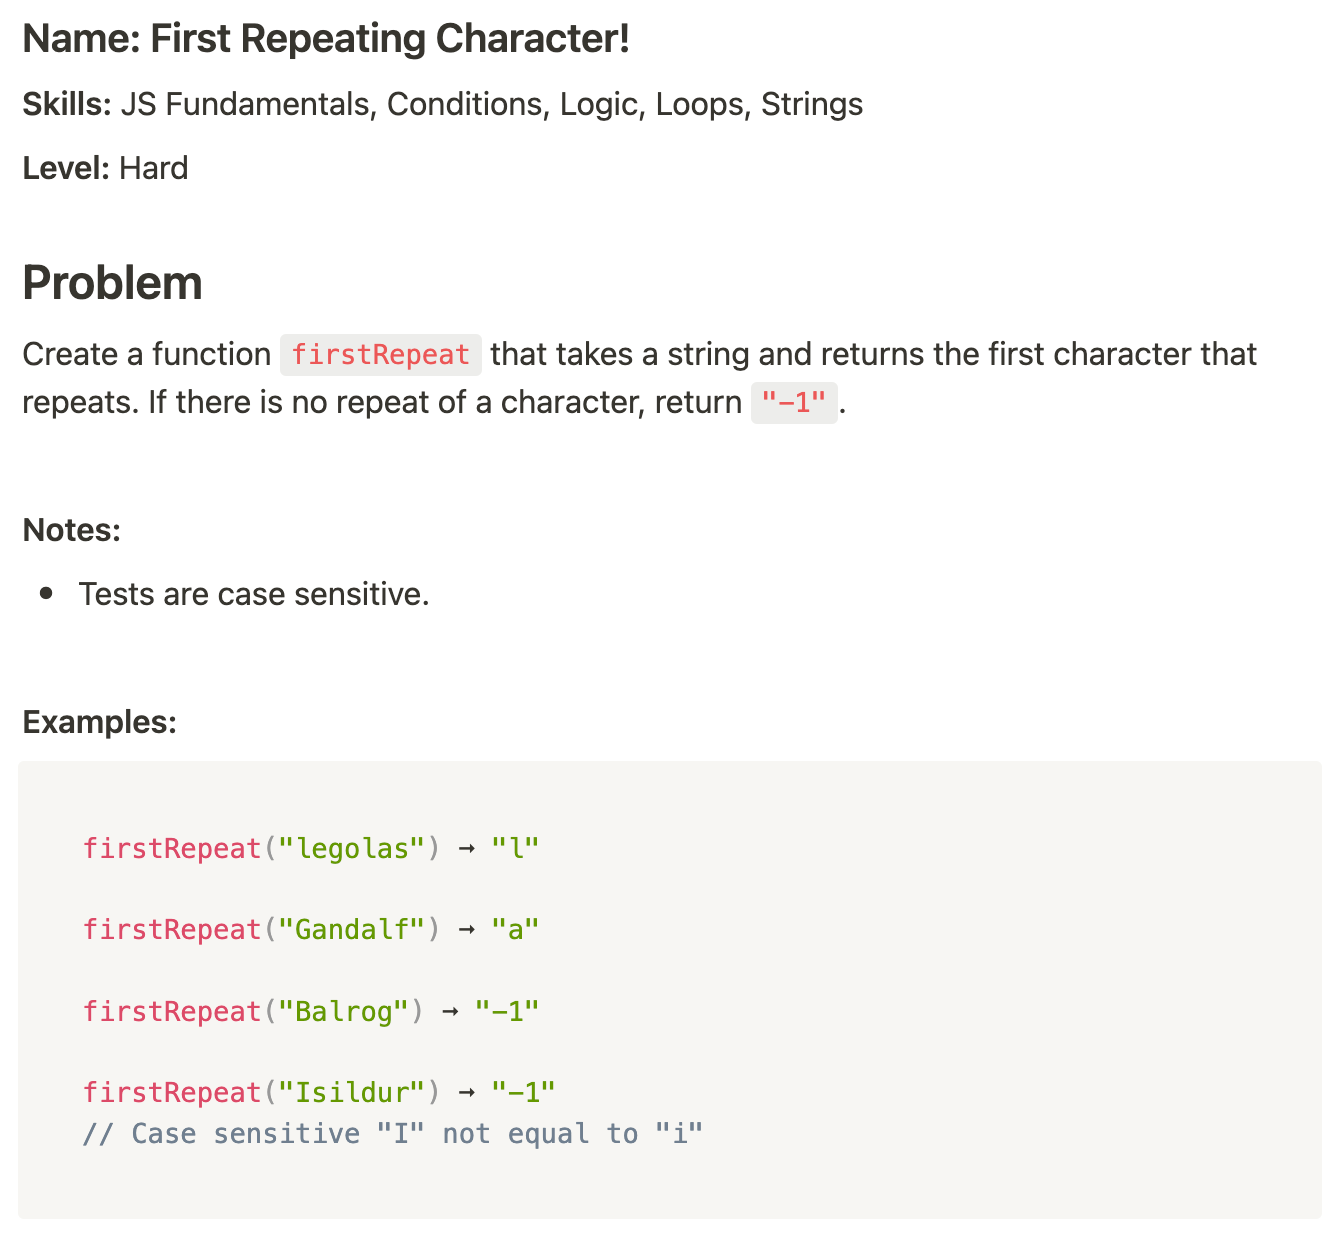 Name: First Repeating Character!
Skills: JS Fundamentals, Conditions, Logic, Loops, Strings
Level: Hard
Problem
Create a function firstRepeat that takes a string and returns the first character that
repeats. If there is no repeat of a character, return "-1".
Notes:
• Tests are case sensitive.
Examples:
firstRepeat("legolas") → "l"
firstRepeat("Gandalf") → "a"
firstRepeat("Balrog") → "-1"
firstRepeat("Isildur") → "-1"
// Case sensitive "I" not equal to "i"